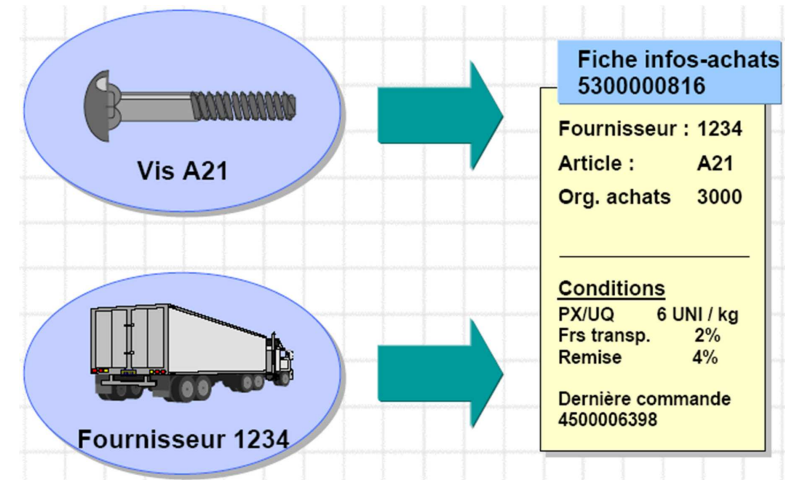 Vis A21
Fournisseur 1234
Fiche infos-achats
5300000816
Fournisseur : 1234
Article : A21
Org. achats 3000
Conditions
PX/UQ 6 UNI / kg
Frs transp. 2%
Remise 4%
Dernière commande
4500006398